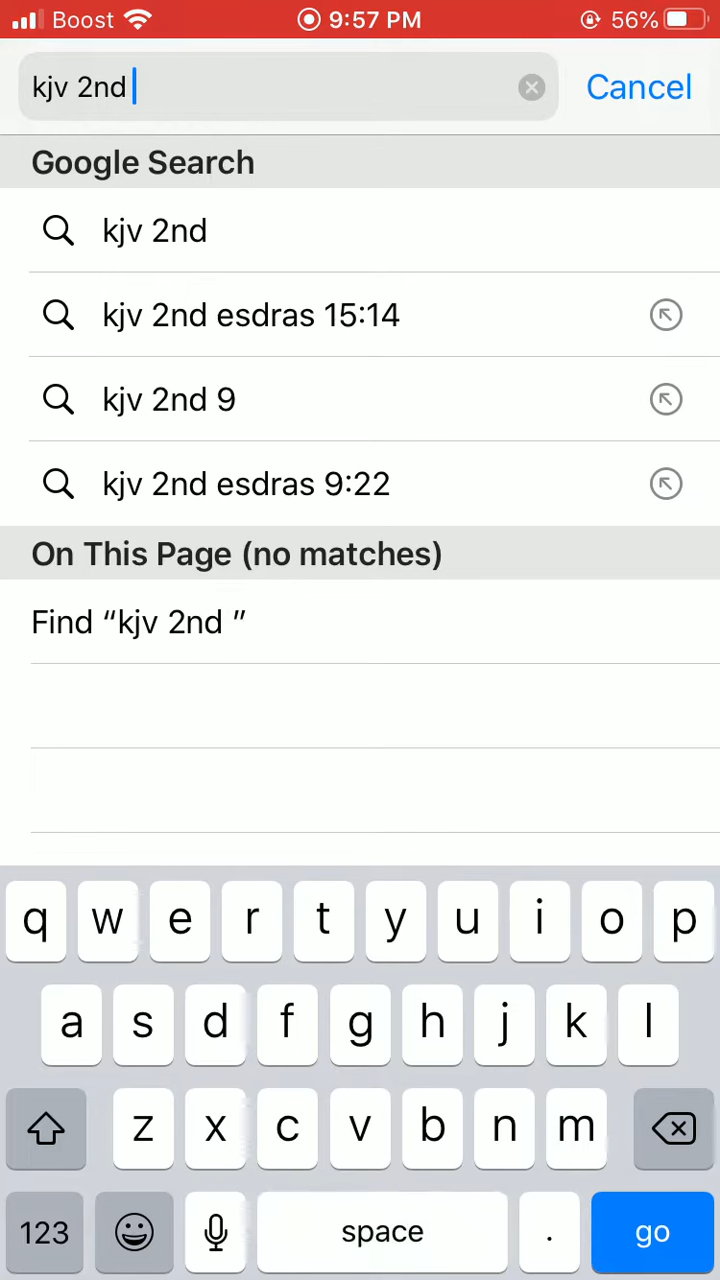 Boost 9:57 PM 56%
kjv 2nd Cancel
Google Search
kjv 2nd
kjv 2nd esdras 15:14
kjv 2nd 9
kjv 2nd esdras 9:22
On This Page (no matches)
Find “kjv 2nd ”
q w e r t y u i o p
a s d f g h j k l
z x c v b n m
123 space . go